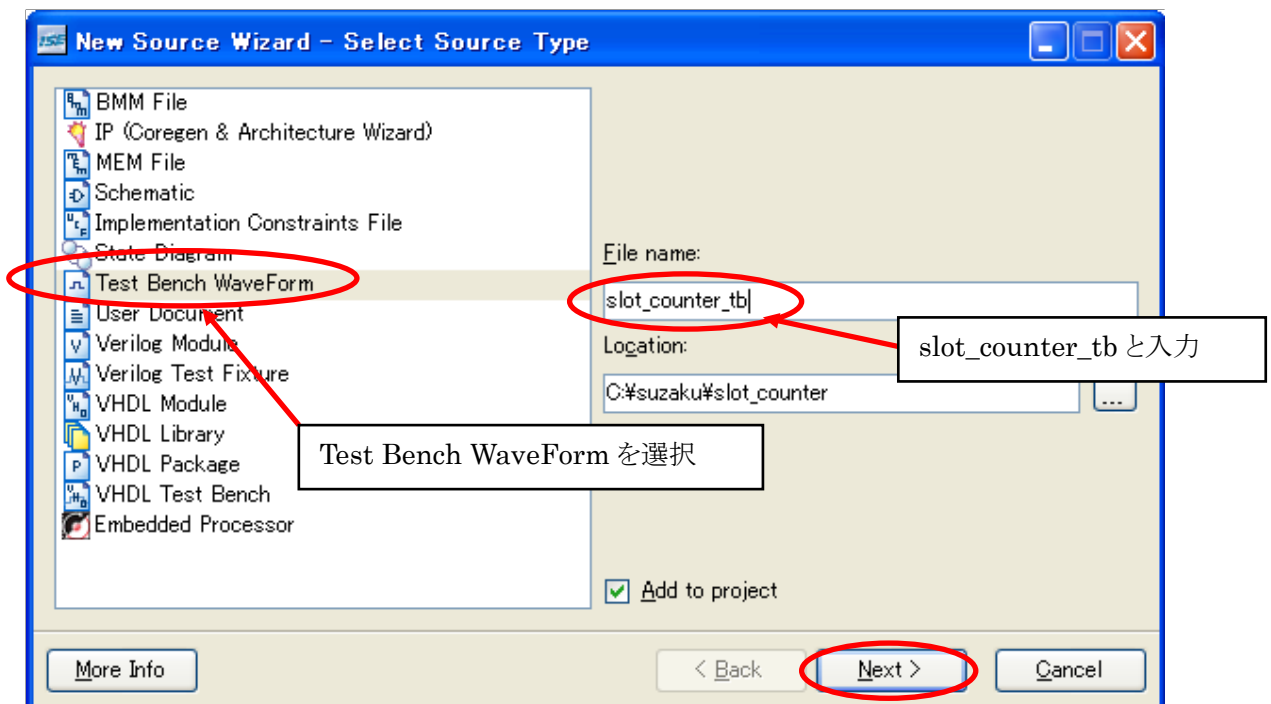 ISE New Source Wizard - Select Source Type
BMM File
IP (Coregen & Architecture Wizard)
MEM File
Schematic
Implementation Constraints File
State Diagram
Test Bench WaveForm
User Document
Verilog Module
Verilog Test Fixture
VHDL Module
VHDL Library
VHDL Package
VHDL Test Bench
Embedded Processor
File name:
slot_counter_tb
slot_counter_tb と入力
Location:
C:¥suzaku¥slot_counter
...
Test Bench WaveForm を選択
Add to project
More Info
< Back
Next >
Cancel